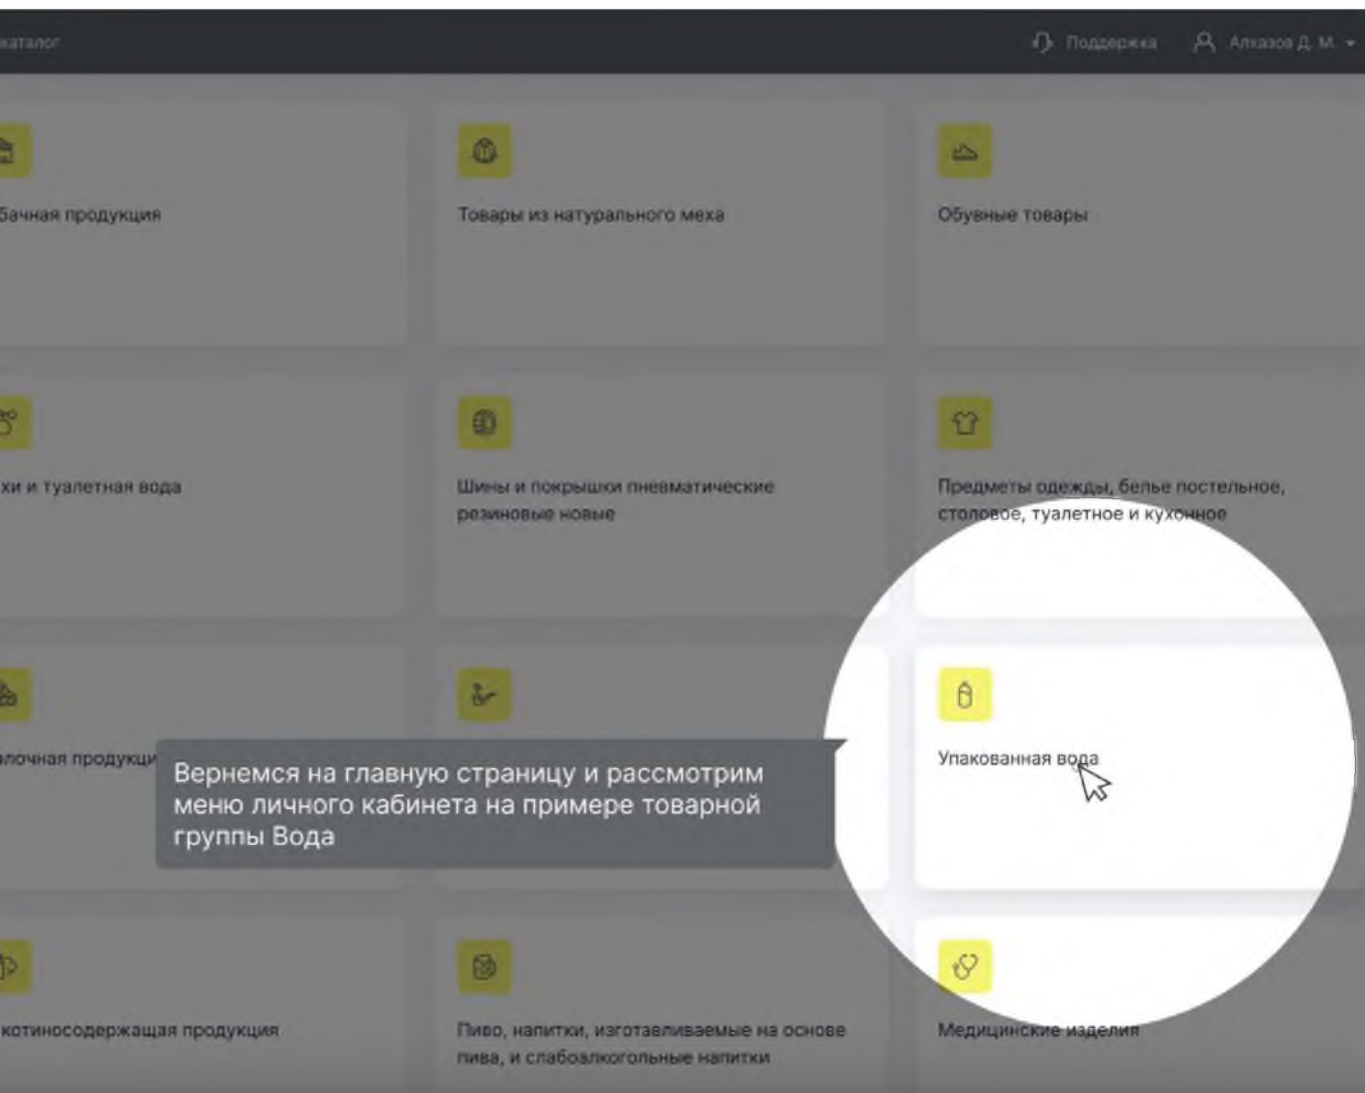 каталог
Поддержка
Алхазов Д. М.
бачная продукция
Товары из натурального меха
Обувные товары
хи и туалетная вода
Шины и покрышки пневматические
резиновые новые
Предметы одежды, белье постельное,
столовое, туалетное и кухонное
лочная продукци
Упакованная вода
Вернемся на главную страницу и рассмотрим
меню личного кабинета на примере товарной
группы Вода
котиносодержащая продукция
Пиво, напитки, изготавливаемые на основе
пива, и слабоалкогольные напитки
Медицинские изделия